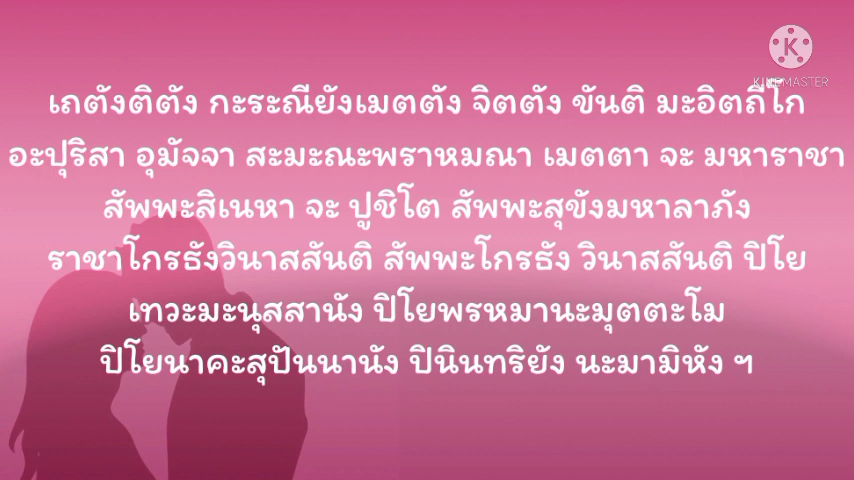 KINEMASTER
เถตังติตัง กะระณียังเมตตัง จิตตัง ขันติ มะอิตถีโก
อะปุริสา อุมัจจา สะมะณะพราหมณา เมตตา จะ มหาราชา
สัพพะสิเนหา จะ ปูชิโต สัพพะสุขังมหาลาภัง
ราชาโกรธังวินาสสันติ สัพพะโกรธัง วินาสสันติ ปิโย
เทวะมะนุสสานัง ปิโยพรหมานะมุตตะโม
ปิโยนาคะสุปันนานัง ปินินทริยัง นะมามิหัง ฯ